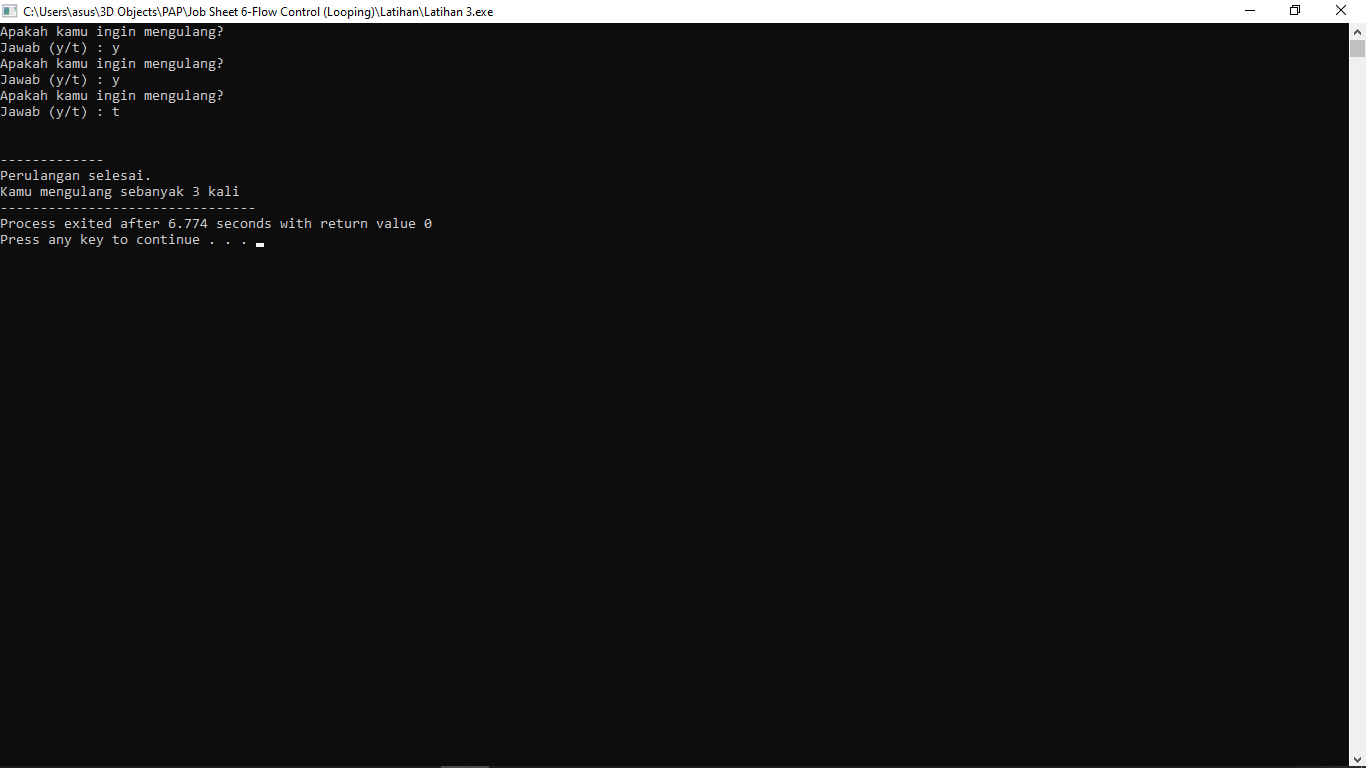 C:\Users\asus\3D Objects\PAP\Job Sheet 6-Flow Control (Looping)\Latihan\Latihan 3.exe
Apakah kamu ingin mengulang?
Jawab (y/t) : y
Apakah kamu ingin mengulang?
Jawab (y/t) : y
Apakah kamu ingin mengulang?
Jawab (y/t) : t
-------------
Perulangan selesai.
Kamu mengulang sebanyak 3 kali
--------------------------------
Process exited after 6.774 seconds with return value 0
Press any key to continue . . .